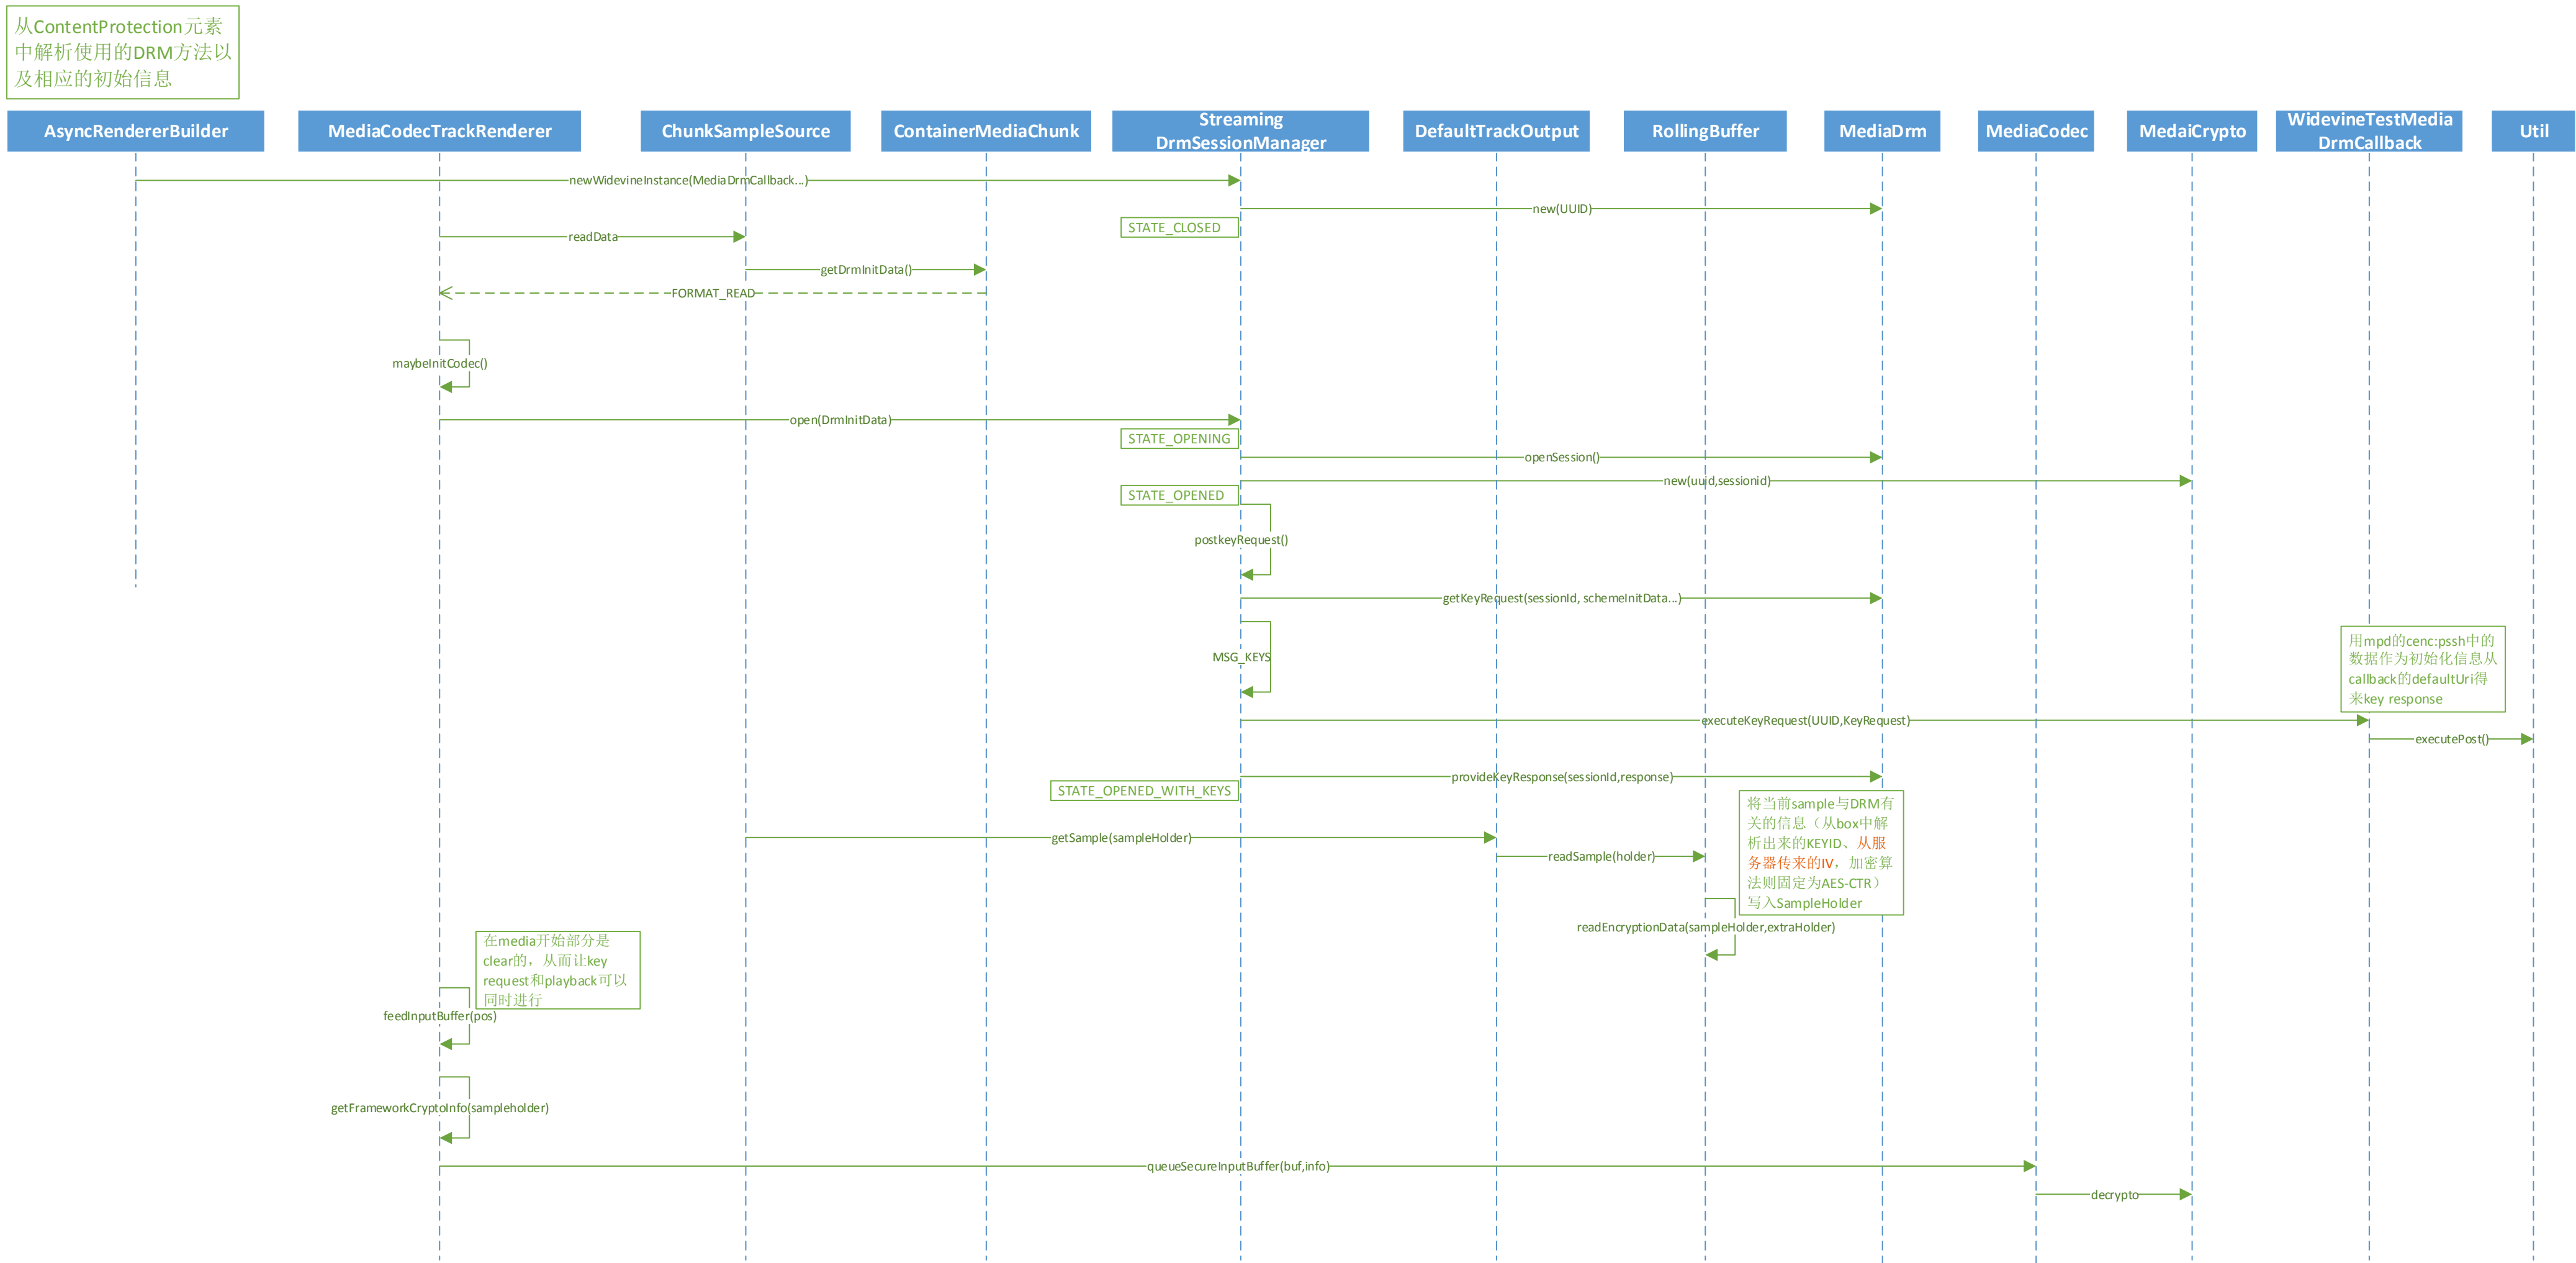 从ContentProtection元素
中解析使用的DRM方法以
及相应的初始信息
AsyncRendererBuilder
MediaCodecTrackRenderer
ChunkSampleSource
ContainerMediaChunk
Streaming
DrmSessionManager
DefaultTrackOutput
RollingBuffer
MediaDrm
MediaCodec
MedaiCrypto
WidevineTestMedia
DrmCallback
Util
newWidevineInstance(MediaDrmCallback...)
new(UUID)
STATE_CLOSED
readData
getDrmInitData()
FORMAT_READ
maybeInitCodec()
open(DrmInitData)
STATE_OPENING
openSession()
new(uuid,sessionid)
STATE_OPENED
postkeyRequest()
getKeyRequest(sessionId, schemeInitData...)
MSG_KEYS
用mpd的cenc:pssh中的
数据作为初始化信息从
callback的defaultUri得
来key response
executeKeyRequest(UUID,KeyRequest)
executePost()
provideKeyResponse(sessionId,response)
STATE_OPENED_WITH_KEYS
将当前sample与DRM有
关的信息（从box中解
析出来的KEYID、从服
务器传来的IV，加密算
法则固定为AES-CTR）
写入SampleHolder
getSample(sampleHolder)
readSample(holder)
readEncryptionData(sampleHolder,extraHolder)
在media开始部分是
clear的，从而让key
request和playback可以
同时进行
feedInputBuffer(pos)
getFrameworkCryptoInfo(sampleholder)
queueSecureInputBuffer(buf,info)
decrypto